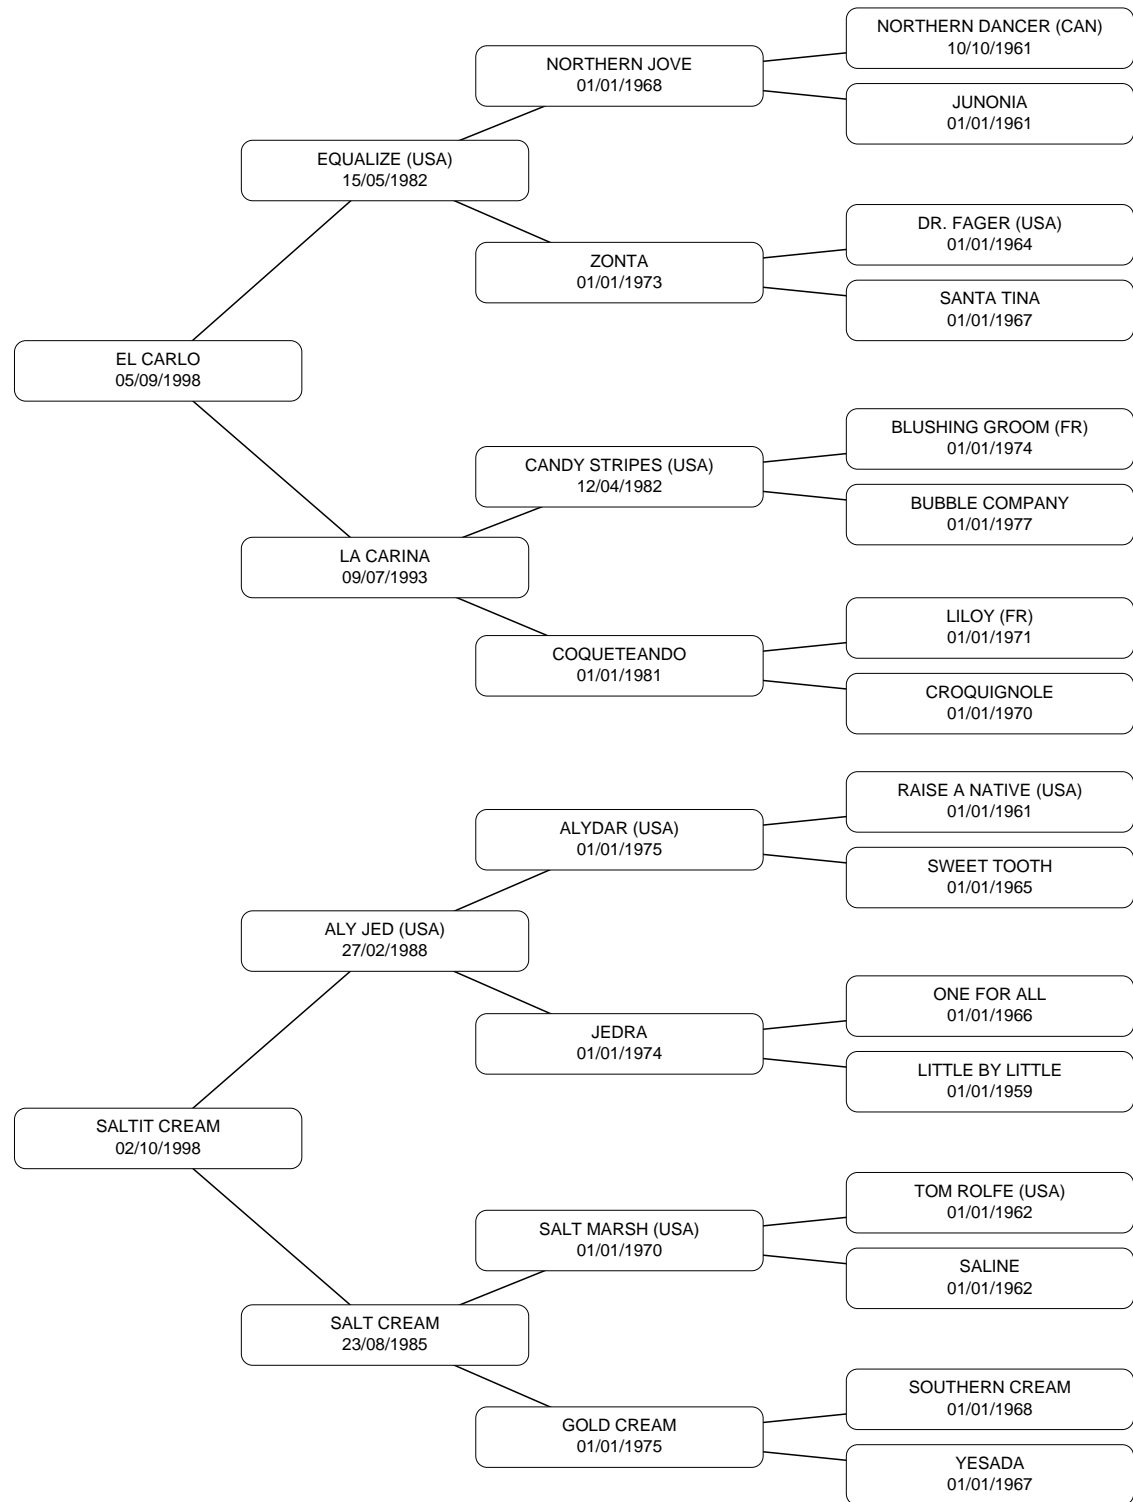 NORTHERN DANCER (CAN)
10/10/1961
NORTHERN JOVE
01/01/1968
JUNONIA
01/01/1961
EQUALIZE (USA)
15/05/1982
DR. FAGER (USA)
01/01/1964
ZONTA
01/01/1973
SANTA TINA
01/01/1967
EL CARLO
05/09/1998
BLUSHING GROOM (FR)
01/01/1974
CANDY STRIPES (USA)
12/04/1982
BUBBLE COMPANY
01/01/1977
LA CARINA
09/07/1993
LILOY (FR)
01/01/1971
COQUETEANDO
01/01/1981
CROQUIGNOLE
01/01/1970
RAISE A NATIVE (USA)
01/01/1961
ALYDAR (USA)
01/01/1975
SWEET TOOTH
01/01/1965
ALY JED (USA)
27/02/1988
ONE FOR ALL
01/01/1966
JEDRA
01/01/1974
LITTLE BY LITTLE
01/01/1959
SALTIT CREAM
02/10/1998
TOM ROLFE (USA)
01/01/1962
SALT MARSH (USA)
01/01/1970
SALINE
01/01/1962
SALT CREAM
23/08/1985
SOUTHERN CREAM
01/01/1968
GOLD CREAM
01/01/1975
YESADA
01/01/1967